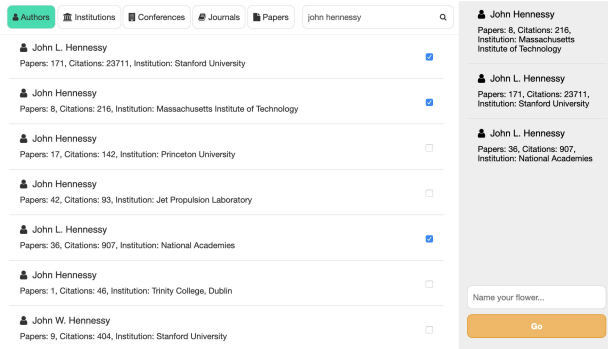 Authors Institutions Conferences Journals Papers john hennessy
John L. Hennessy
Papers: 171, Citations: 23711, Institution: Stanford University
John Hennessy
Papers: 8, Citations: 216, Institution: Massachusetts Institute of Technology
John Hennessy
Papers: 17, Citations: 142, Institution: Princeton University
John Hennessy
Papers: 42, Citations: 93, Institution: Jet Propulsion Laboratory
John L. Hennessy
Papers: 36, Citations: 907, Institution: National Academies
John Hennessy
Papers: 1, Citations: 46, Institution: Trinity College, Dublin
John W. Hennessy
Papers: 9, Citations: 404, Institution: Stanford University
John Hennessy
Papers: 8, Citations: 216,
Institution: Massachusetts
Institute of Technology
John L. Hennessy
Papers: 171, Citations: 23711,
Institution: Stanford University
John L. Hennessy
Papers: 36, Citations: 907,
Institution: National Academies
Name your flower...
Go